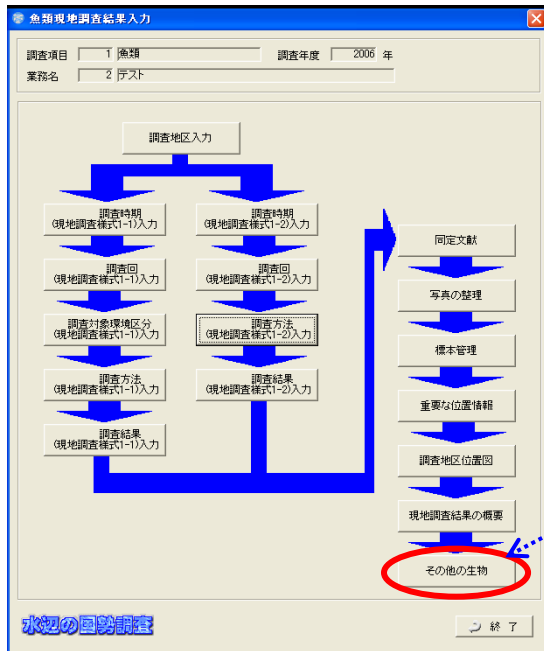 魚類現地調査結果入力
調査項目 1 魚類 調査年度 2006 年
業務名 2 テスト
調査地区入力
調査時期
(現地調査様式1-1)入力
調査回
(現地調査様式1-1)入力
調査対象環境区分
(現地調査様式1-1)入力
調査方法
(現地調査様式1-1)入力
調査結果
(現地調査様式1-1)入力
調査時期
(現地調査様式1-2)入力
調査回
(現地調査様式1-2)入力
調査方法
(現地調査様式1-2)入力
調査結果
(現地調査様式1-2)入力
同定文献
写真の整理
標本管理
重要な位置情報
調査地区位置図
現地調査結果の概要
その他の生物
水辺の国勢調査
終 了